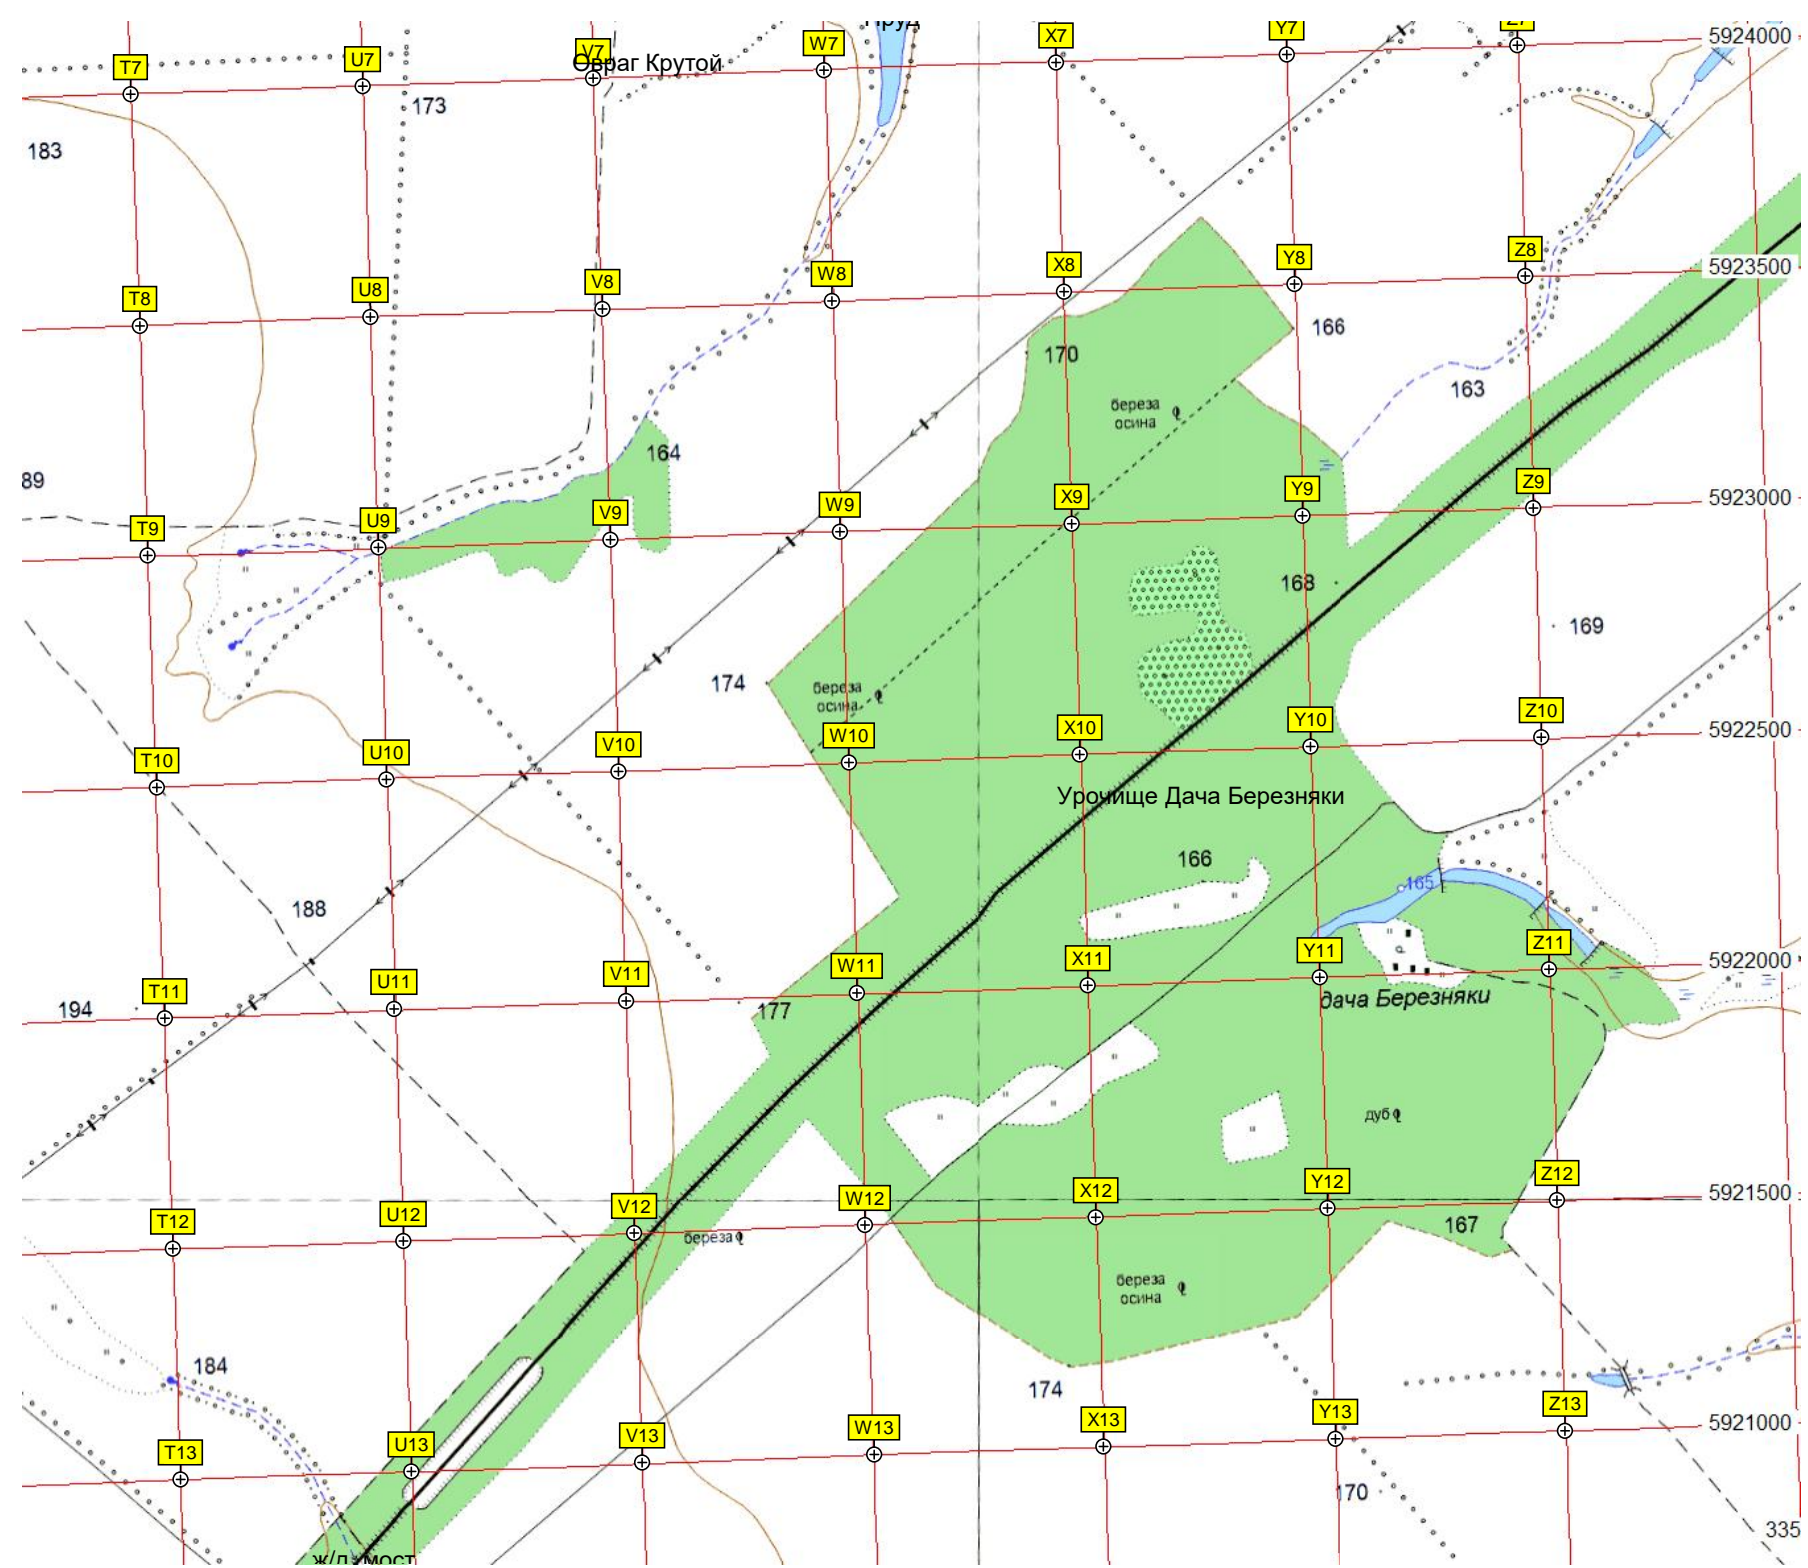 Пруд
Y7
Z7
X7
5924000
W7
V7
U7
T7
Овраг Крутой
173
183
Z8
Y8
X8
5923500
W8
V8
U8
T8
166
170
163
береза
осина
164
89
Z9
Y9
X9
5923000
W9
V9
U9
T9
168
169
174
береза
осина
Z10
Y10
X10
5922500
W10
V10
U10
T10
Урочище Дача Березняки
166
165
188
Z11
Y11
X11
5922000
W11
V11
U11
T11
дача Березняки
177
194
дуб
Z12
Y12
X12
5921500
W12
V12
U12
T12
167
береза
береза
осина
184
174
Z13
Y13
X13
5921000
W13
V13
U13
T13
170
335
ж/д мост